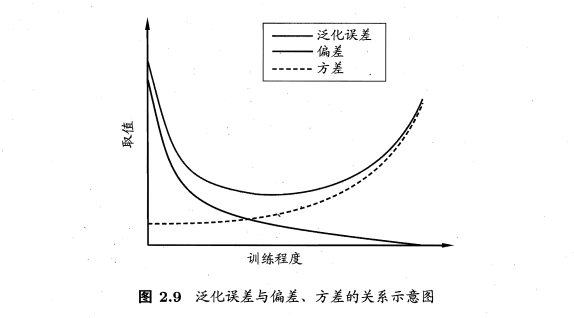 泛化误差
偏差
方差
取值
训练程度
图 2.9 泛化误差与偏差、方差的关系示意图